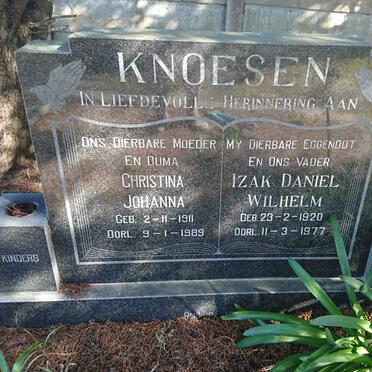 KNOESEN
IN LIEFDEVOLLE HERINNERING AAN
ONS DIERBARE MOEDER
EN OUMA
CHRISTINA
JOHANNA
GEB. 2-11-1911
OORL. 9-1-1989
MY DIERBARE EGGENOOT
EN ONS VADER
IZAK DANIEL
WILHELM
GEB 23-2-1920
OORL. 11-3-1977
KINDERS